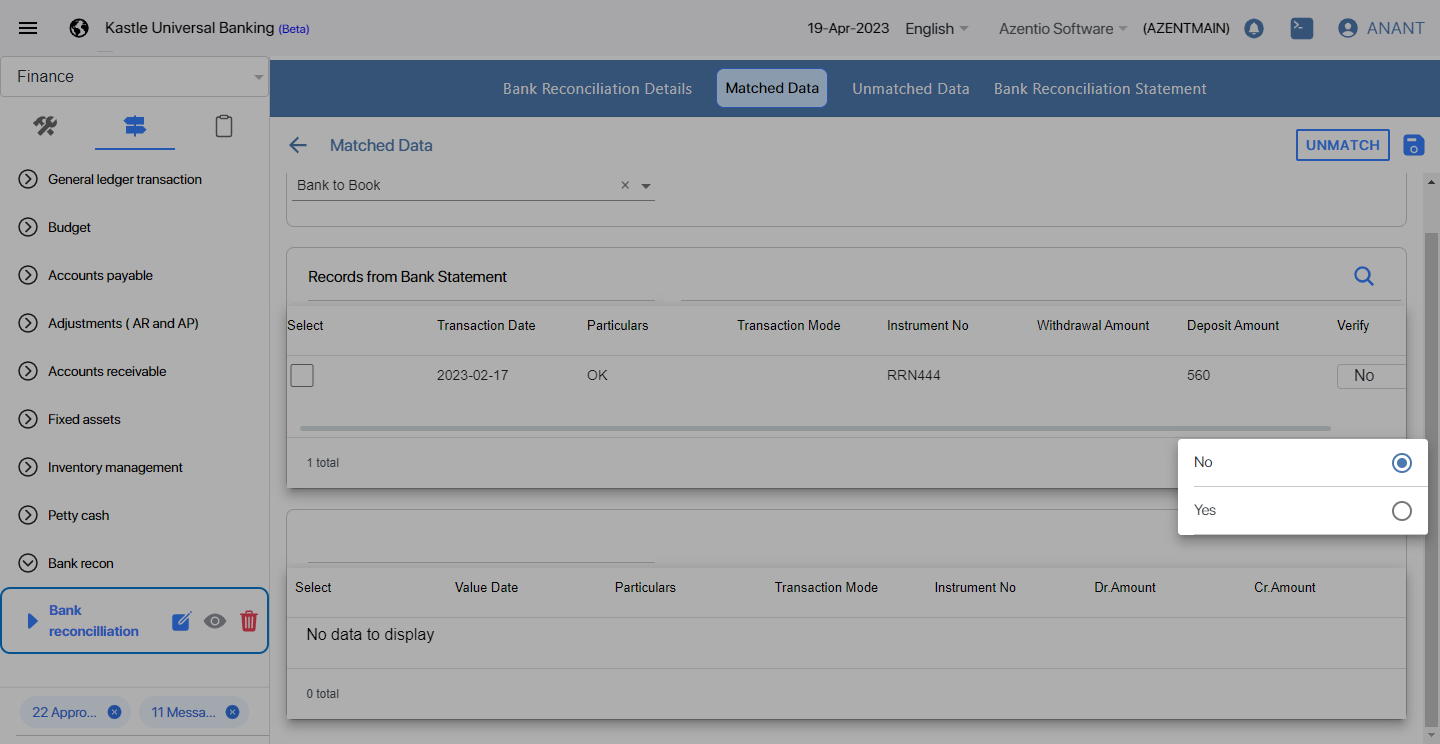 Kastle Universal Banking (Beta)
19-Apr-2023
English
Azentio Software
(AZENTMAIN)
ANANT
Finance
General ledger transaction
Budget
Accounts payable
Adjustments ( AR and AP)
Accounts receivable
Fixed assets
Inventory management
Petty cash
Bank recon
Bank
reconcilliation
22 Appro...
11 Messa...
Bank Reconciliation Details
Matched Data
Unmatched Data
Bank Reconciliation Statement
Matched Data
UNMATCH
Bank to Book
Records from Bank Statement
Select Transaction Date Particulars Transaction Mode Instrument No Withdrawal Amount Deposit Amount Verify
2023-02-17 OK RRN444 560 No
1 total
No
Yes
Select Value Date Particulars Transaction Mode Instrument No Dr.Amount Cr.Amount
No data to display
0 total